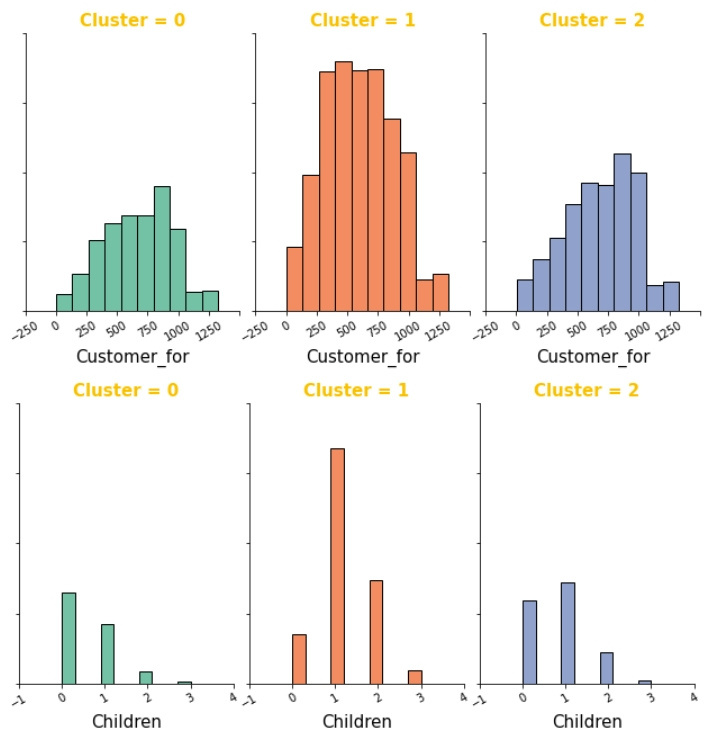 Cluster = 0 Cluster = 1 Cluster = 2
−250 0 250 500 750 1000 1250 −250 0 250 500 750 1000 1250 −250 0 250 500 750 1000 1250
Customer_for Customer_for Customer_for
Cluster = 0 Cluster = 1 Cluster = 2
−1 0 1 2 3 4 −1 0 1 2 3 4 −1 0 1 2 3 4
Children Children Children